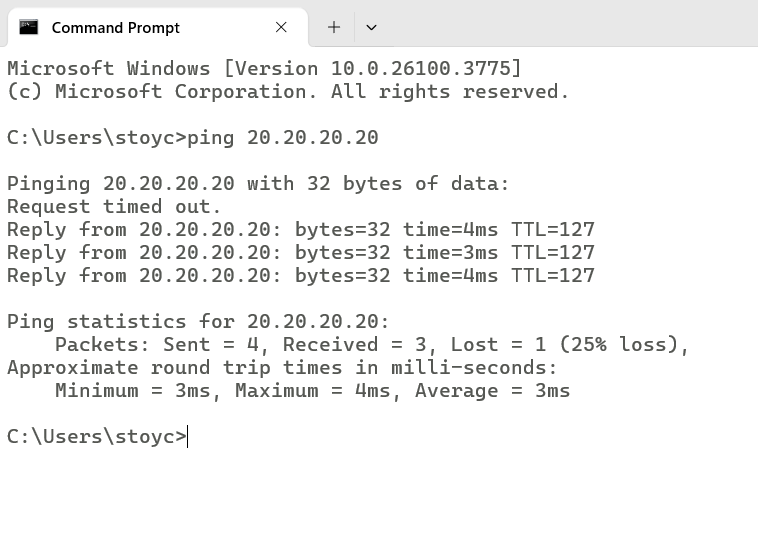 Command Prompt
Microsoft Windows [Version 10.0.26100.3775]
(c) Microsoft Corporation. All rights reserved.
C:\Users\stoyc>ping 20.20.20.20
Pinging 20.20.20.20 with 32 bytes of data:
Request timed out.
Reply from 20.20.20.20: bytes=32 time=4ms TTL=127
Reply from 20.20.20.20: bytes=32 time=3ms TTL=127
Reply from 20.20.20.20: bytes=32 time=4ms TTL=127
Ping statistics for 20.20.20.20:
    Packets: Sent = 4, Received = 3, Lost = 1 (25% loss),
Approximate round trip times in milli-seconds:
    Minimum = 3ms, Maximum = 4ms, Average = 3ms
C:\Users\stoyc>